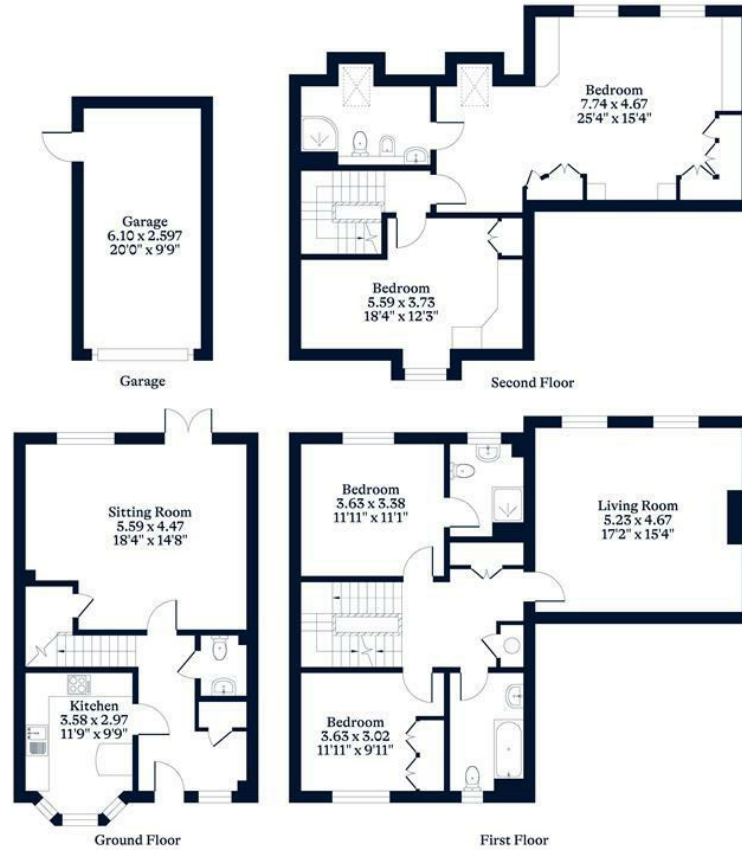 Garage
6.10 x 2.597
20'0" x 9'9"
Garage
Bedroom
7.74 x 4.67
25'4" x 15'4"
Bedroom
5.59 x 3.73
18'4" x 12'3"
Second Floor
Sitting Room
5.59 x 4.47
18'4" x 14'8"
Kitchen
3.58 x 2.97
11'9" x 9'9"
Ground Floor
Bedroom
3.63 x 3.38
11'11" x 11'1"
Living Room
5.23 x 4.67
17'2" x 15'4"
Bedroom
3.63 x 3.02
11'11" x 9'11"
First Floor